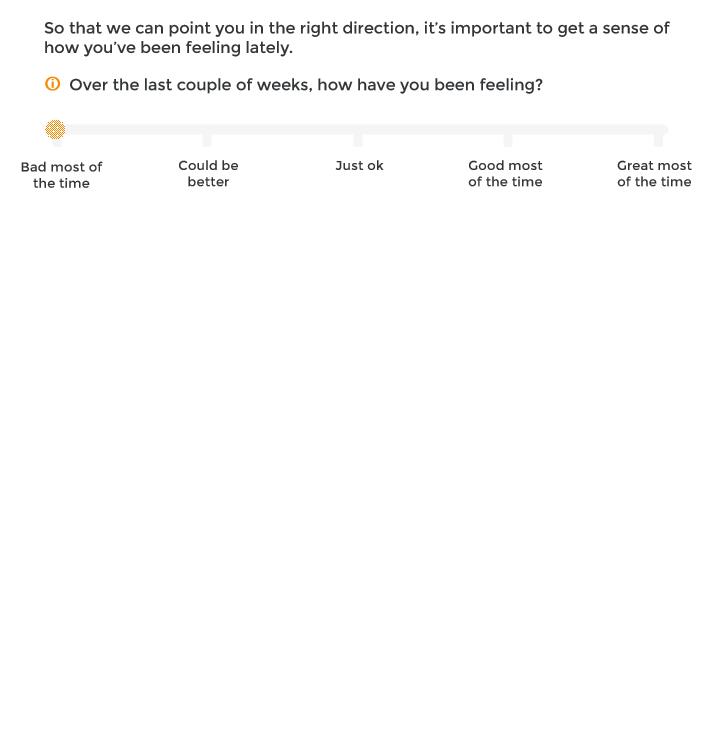 So that we can point you in the right direction, it's important to get a sense of
how you've been feeling lately.
Over the last couple of weeks, how have you been feeling?
Bad most of
the time
Could be
better
Just ok
Good most
of the time
Great most
of the time